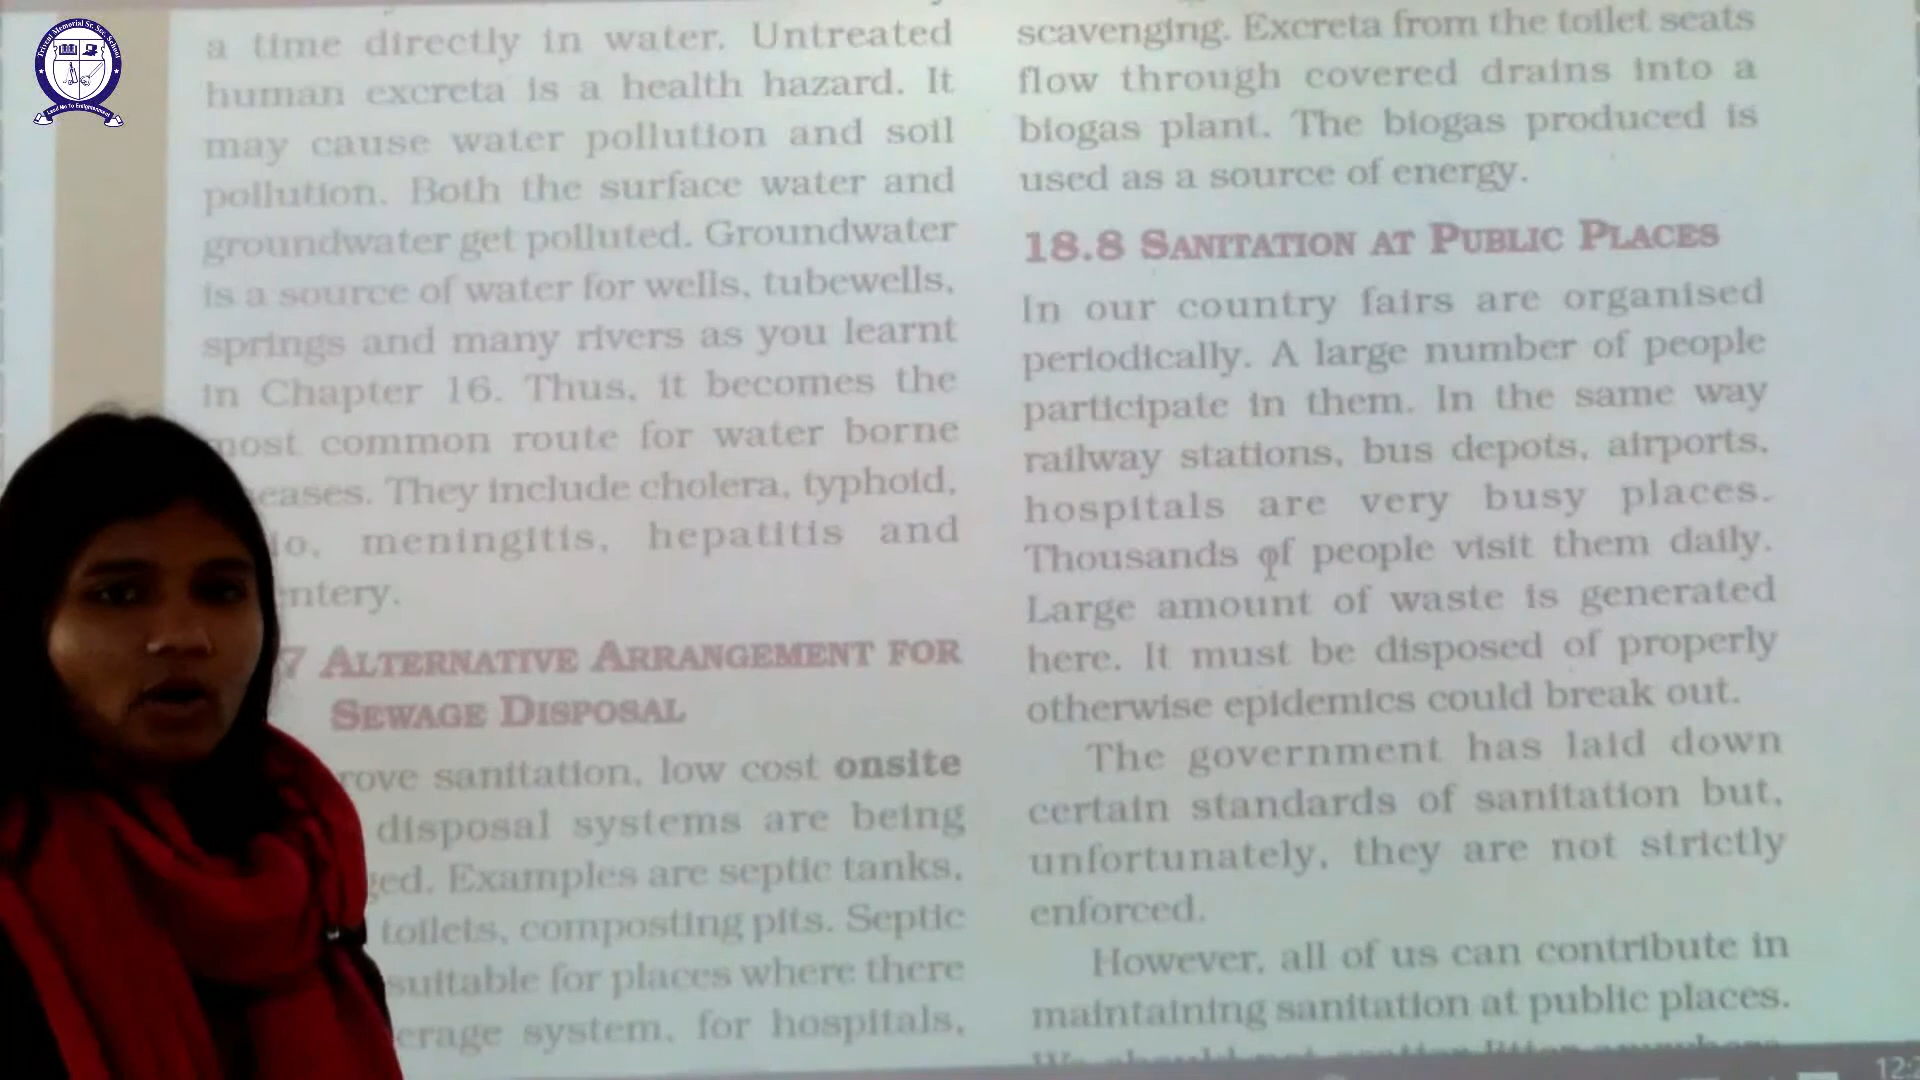 a time directly in water. Untreated
human excreta is a health hazard. It
may cause water pollution and soil
pollution. Both the surface water and
groundwater get polluted. Groundwater
is a source of water for wells, tubewells,
springs and many rivers as you learnt
in Chapter 16. Thus, it becomes the
most common route for water borne
eases. They include cholera, typhoid,
io, meningitis, hepatitis and
entery.
7 ALTERNATIVE ARRANGEMENT FOR
SEWAGE DISPOSAL
rove sanitation, low cost onsite
disposal systems are being
ged. Examples are septic tanks,
toilets, composting pits. Septic
suitable for places where there
erage system, for hospitals,
scavenging. Excreta from the toilet seats
flow through covered drains into a
biogas plant. The biogas produced is
used as a source of energy.
18.8 SANITATION AT PUBLIC PLACES
In our country fairs are organised
periodically. A large number of people
participate in them. In the same way
railway stations, bus depots, airports,
hospitals are very busy places.
Thousands of people visit them daily.
Large amount of waste is generated
here. It must be disposed of properly
otherwise epidemics could break out.
The government has laid down
certain standards of sanitation but,
unfortunately, they are not strictly
enforced.
However, all of us can contribute in
maintaining sanitation at public places.
12:2